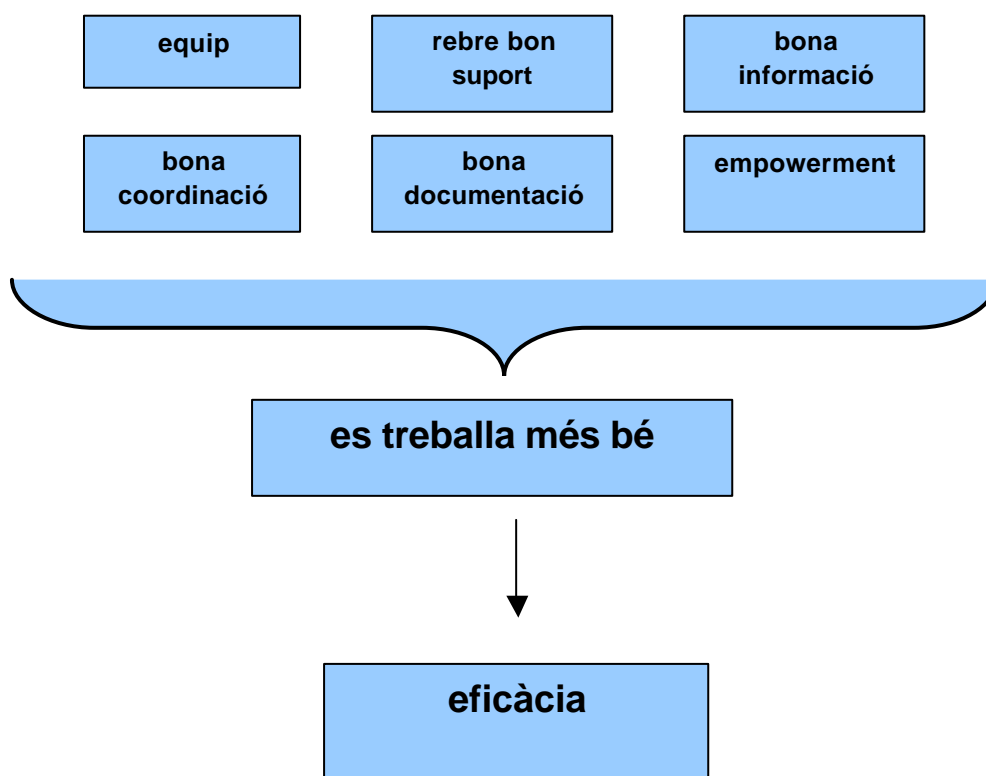 equip
rebre bon
suport
bona
informació
bona
coordinació
bona
documentació
empowerment
es treballa més bé
eficàcia